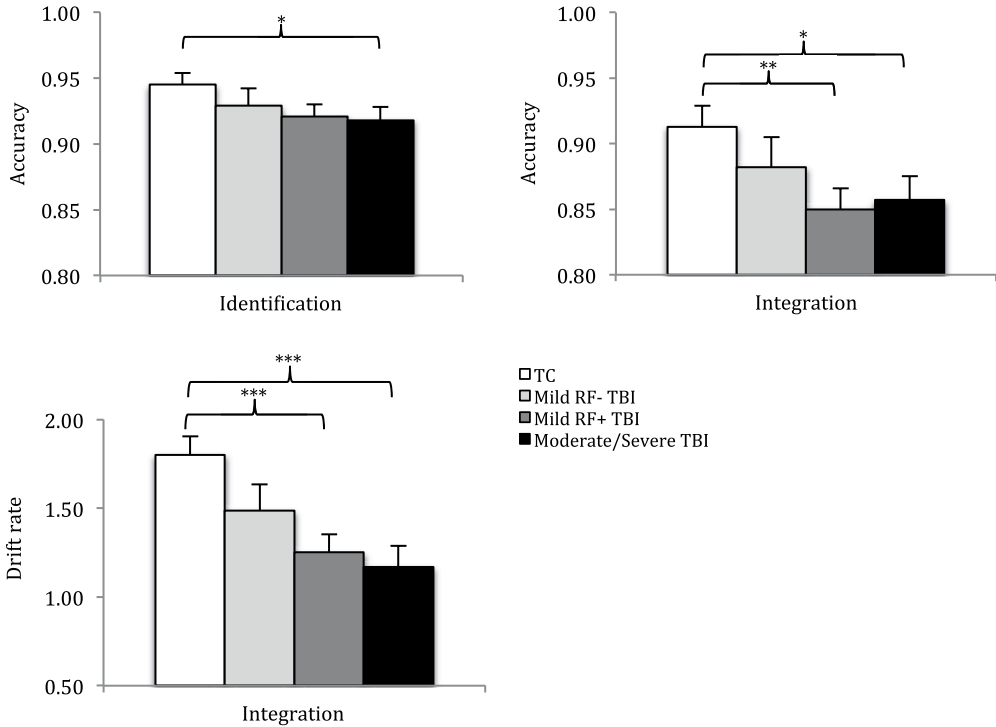 1.00
*
0.95
Accuracy
0.90
0.85
0.80
Identification
1.00
*
0.95
**
Accuracy
0.90
0.85
0.80
Integration
***
***
2.00
1.50
Drift rate
1.00
0.50
Integration
TC
Mild RF- TBI
Mild RF+ TBI
Moderate/Severe TBI